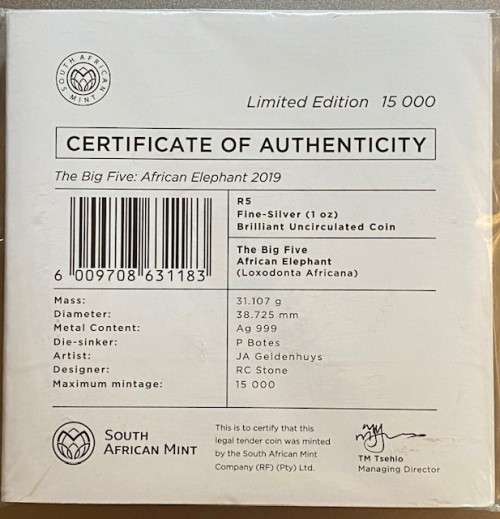 SOUTH AFRICAN MINT
Limited Edition 15 000
CERTIFICATE OF AUTHENTICITY
The Big Five: African Elephant 2019
R5
Fine-Silver (1 oz)
Brilliant Uncirculated Coin
The Big Five
African Elephant
(Loxodonta Africana)
6 009708 631183
Mass: 31.107 g
Diameter: 38.725 mm
Metal Content: Ag 999
Die-sinker: P Botes
Artist: JA Geldenhuys
Designer: RC Stone
Maximum mintage: 15 000
SOUTH
AFRICAN MINT
This is to certify that this
legal tender coin was minted
by the South African Mint
Company (RF) (Pty) Ltd.
TM Tsehlo
Managing Director